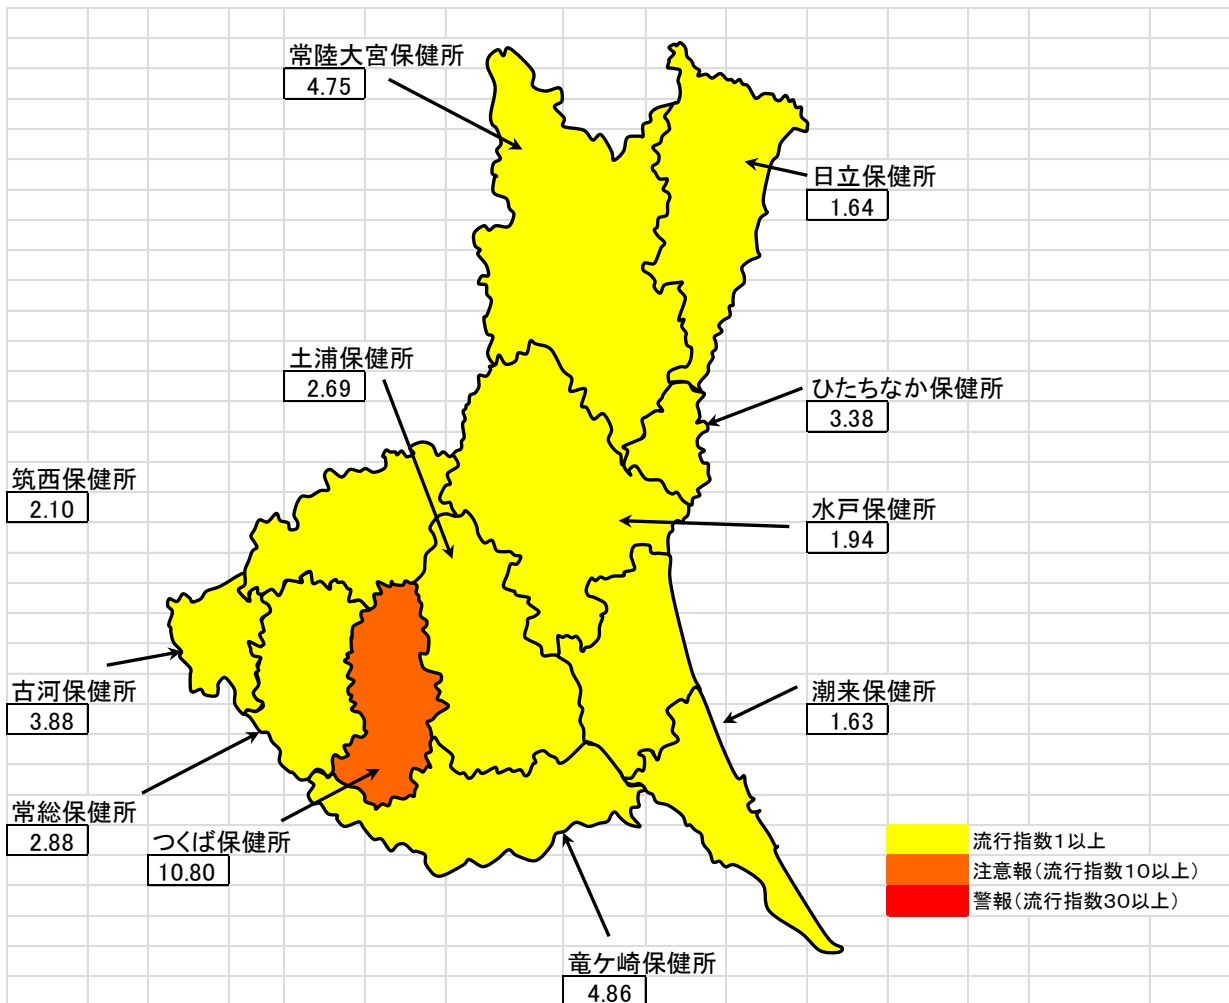 常陸大宮保健所
4.75
日立保健所
1.64
土浦保健所
2.69
ひたちなか保健所
3.38
筑西保健所
2.10
水戸保健所
1.94
古河保健所
3.88
潮来保健所
1.63
常総保健所
2.88
つくば保健所
10.80
流行指数1以上
注意報(流行指数10以上)
警報(流行指数30以上)
竜ケ崎保健所
4.86